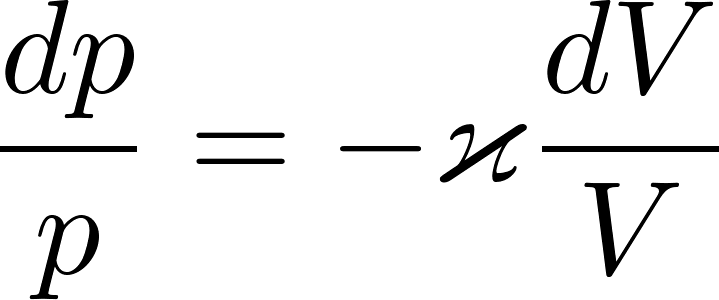 dp/p = −ϰ dV/V